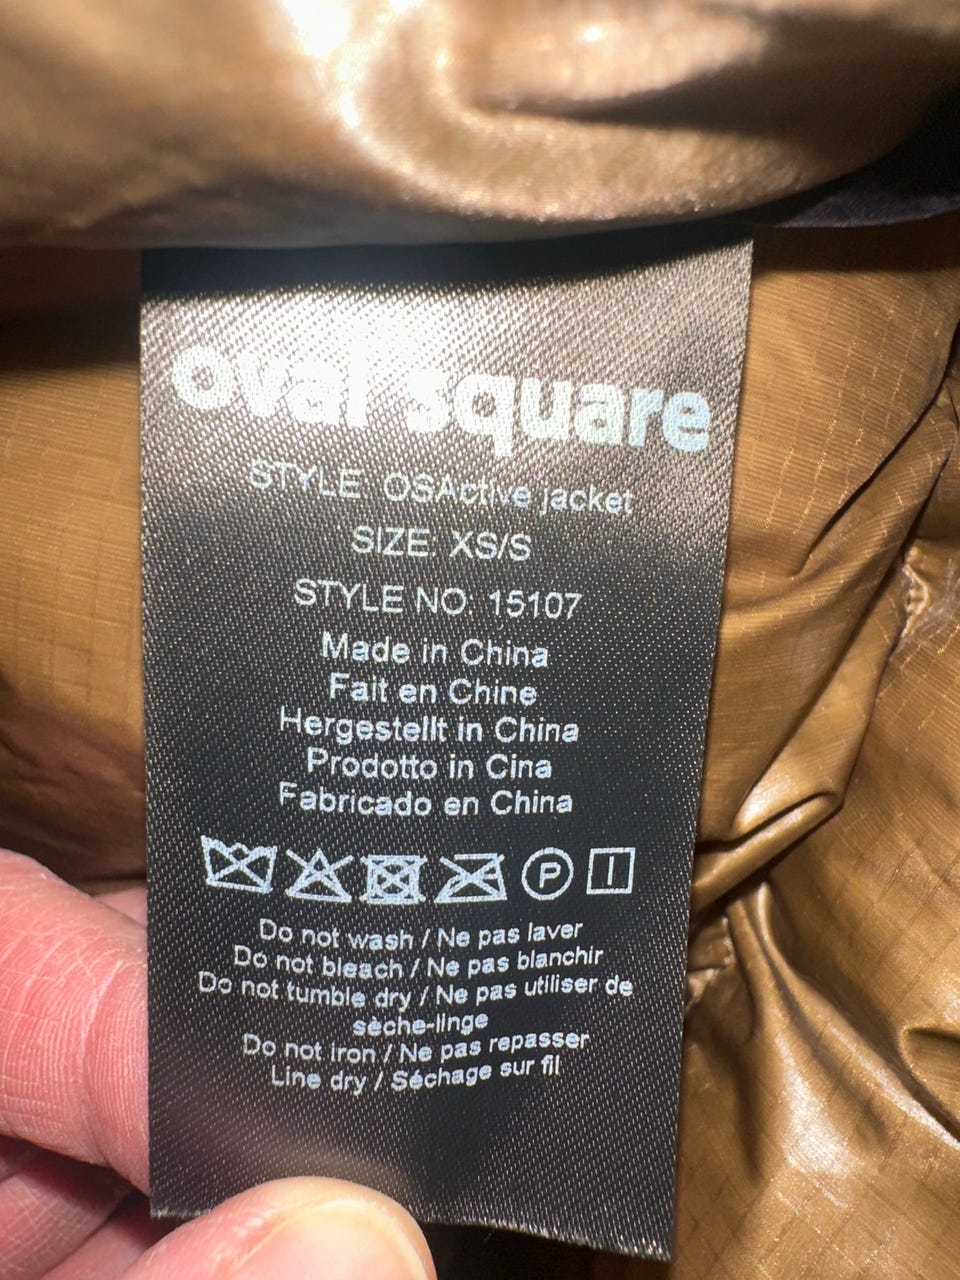 oval square
STYLE OSActive jacket
SIZE XS/S
STYLE NO 15107
Made in China
Fait en Chine
Hergestellt in China
Prodotto in Cina
Fabricado en China
P
Do not wash / Ne pas laver
Do not bleach / Ne pas blanchir
Do not tumble dry / Ne pas utiliser de
sèche-linge
Do not iron / Ne pas repasser
Line dry / Séchage sur fil